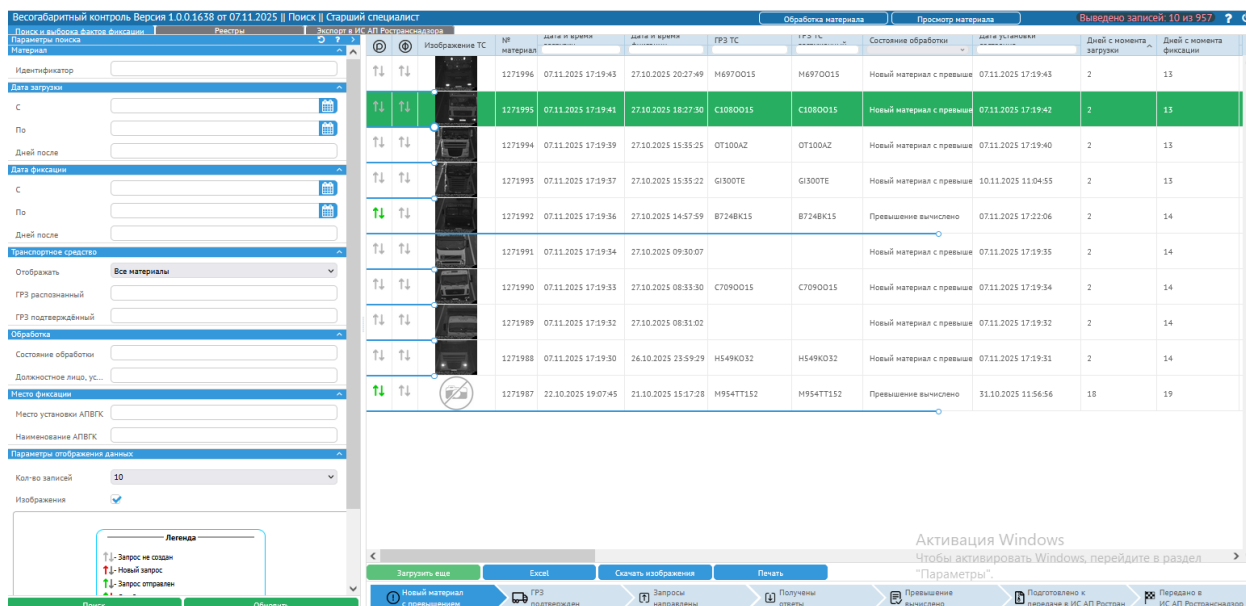 Весогабаритный контроль Версия 1.0.0.1638 от 07.11.2025 || Поиск || Старший специалист
Обработка материала
Просмотр материала
Выведено записей: 10 из 957
?
Поиск и выборка фактов фиксации
Реестры
Экспорт в ИС АП Ространснадзора
Параметры поиска
?
Материал
Идентификатор
Дата загрузки
С
По
Дней после
Дата фиксации
С
По
Дней после
Транспортное средство
Отображать
Все материалы
ГРЗ распознанный
ГРЗ подтверждённый
Обработка
Состояние обработки
Должностное лицо, ус...
Место фиксации
Место установки АПВГК
Наименование АПВГК
Параметры отображения данных
Кол-во записей
10
Изображения
Легенда
- Запрос не создан
- Новый запрос
- Запрос отправлен
Поиск
Обновить
Р Ф Изображение ТС № материал Дата и время Дата и время ГРЗ ТС ГРЗ ТС Состояние обработки Дата установки Дней с момента загрузки Дней с момента фиксации
1271996 07.11.2025 17:19:43 27.10.2025 20:27:49 М697ОО15 М697ОО15 Новый материал с превыше 07.11.2025 17:19:43 2 13
1271995 07.11.2025 17:19:41 27.10.2025 18:27:30 С108ОО15 С108ОО15 Новый материал с превыше 07.11.2025 17:19:42 2 13
1271994 07.11.2025 17:19:39 27.10.2025 15:35:25 OT100AZ OT100AZ Новый материал с превыше 07.11.2025 17:19:40 2 13
1271993 07.11.2025 17:19:37 27.10.2025 15:35:22 GI300TE GI300TE Новый материал с превыше 10.11.2025 11:04:55 2 13
1271992 07.11.2025 17:19:36 27.10.2025 14:57:59 В724ВК15 В724ВК15 Превышение вычислено 07.11.2025 17:22:06 2 14
1271991 07.11.2025 17:19:34 27.10.2025 09:30:07 Новый материал с превыше 07.11.2025 17:19:35 2 14
1271990 07.11.2025 17:19:33 27.10.2025 08:33:30 С709ОО15 С709ОО15 Новый материал с превыше 07.11.2025 17:19:34 2 14
1271989 07.11.2025 17:19:32 27.10.2025 08:31:02 Новый материал с превыше 07.11.2025 17:19:32 2 14
1271988 07.11.2025 17:19:30 26.10.2025 23:59:29 Н549КО32 Н549КО32 Новый материал с превыше 07.11.2025 17:19:31 2 14
1271987 22.10.2025 19:07:45 21.10.2025 15:17:28 М954ТТ152 М954ТТ152 Превышение вычислено 31.10.2025 11:56:56 18 19
Активация Windows
Чтобы активировать Windows, перейдите в раздел
"Параметры".
Загрузить еще
Excel
Скачать изображения
Печать
Новый материал
с превышением
ГРЗ
подтвержден
Запросы
направлены
Получены
ответы
Превышение
вычислено
Подготовлено к
передаче в ИС АП Ространс
Передано в
ИС АП Ространснадзор